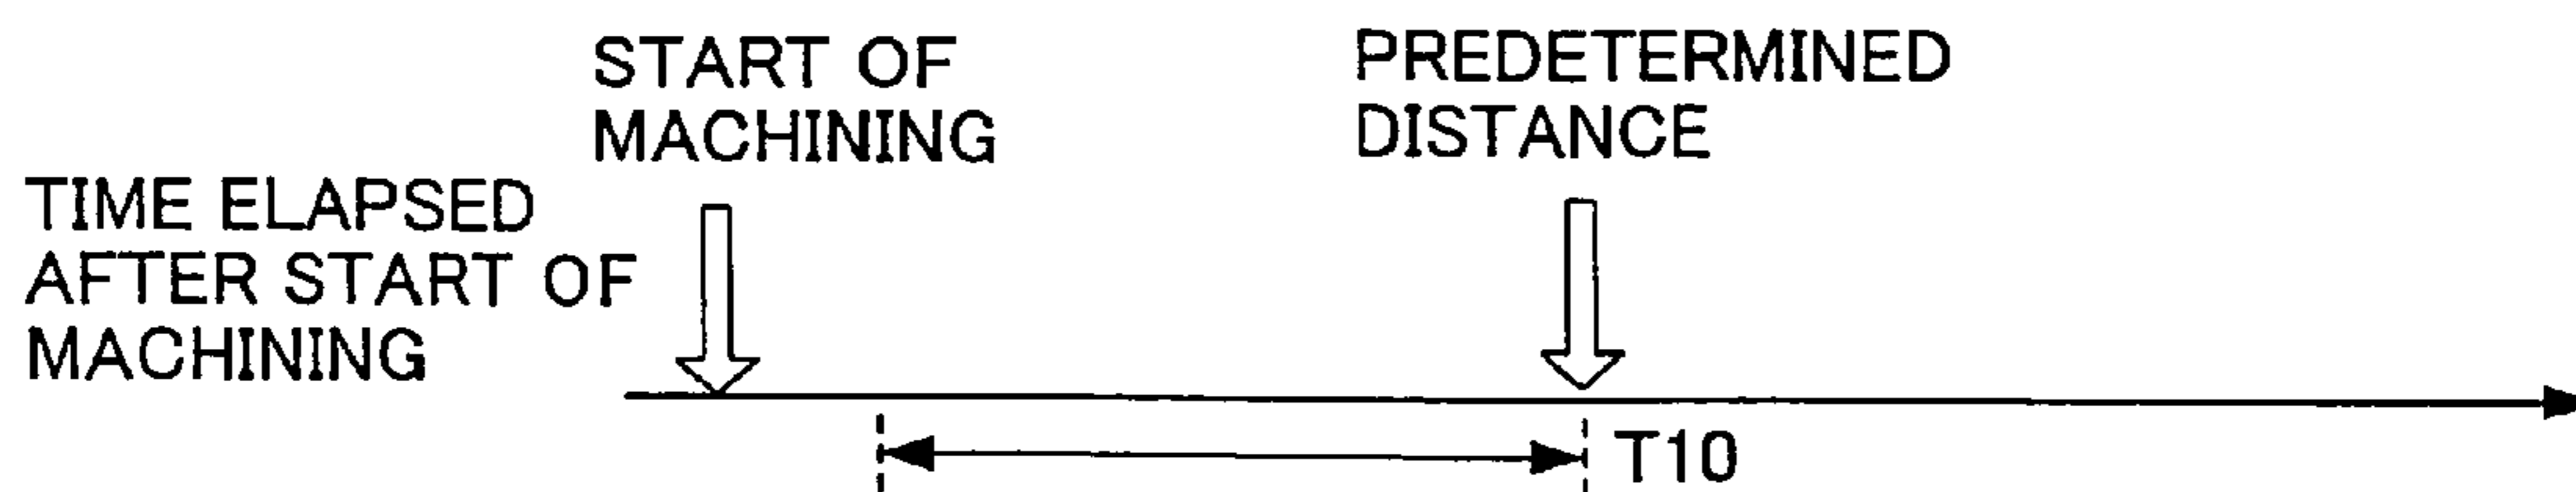 START OF
MACHINING
PREDETERMINED
DISTANCE
TIME ELAPSED
AFTER START OF
MACHINING
T10